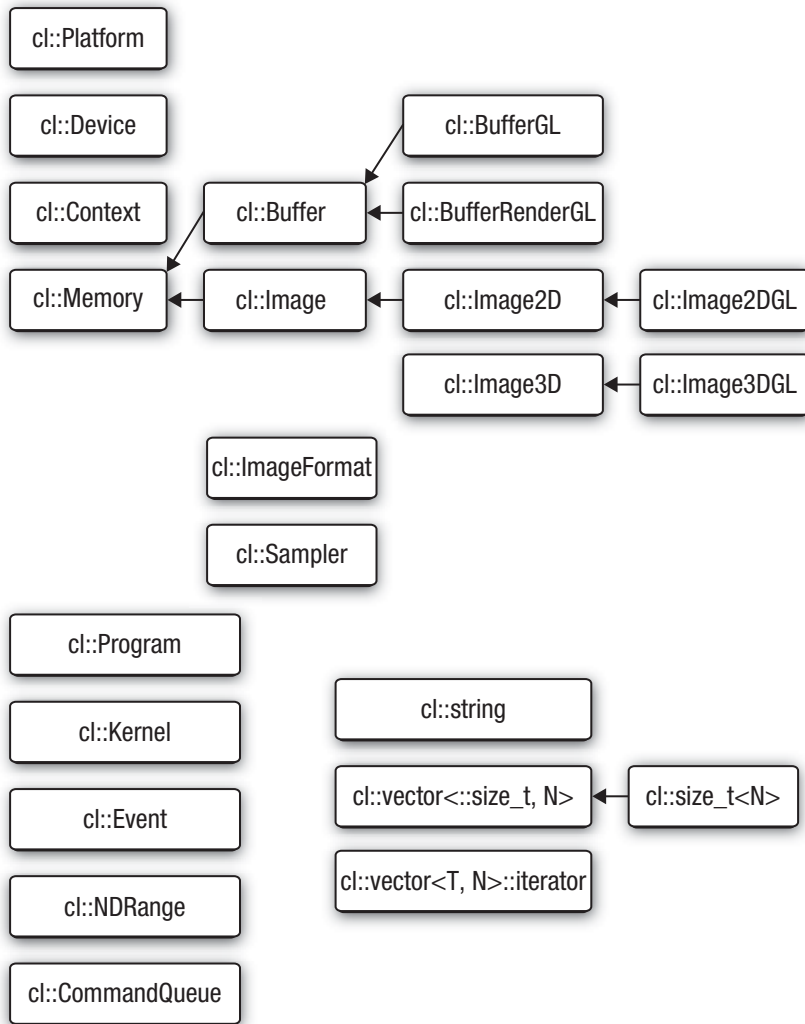 cl::Platform
cl::Device
cl::BufferGL
cl::Context
cl::Buffer
cl::BufferRenderGL
cl::Memory
cl::Image
cl::Image2D
cl::Image2DGL
cl::Image3D
cl::Image3DGL
cl::ImageFormat
cl::Sampler
cl::Program
cl::Kernel
cl::Event
cl::NDRange
cl::CommandQueue
cl::string
cl::vector<::size_t, N>
cl::size_t<N>
cl::vector<T, N>::iterator